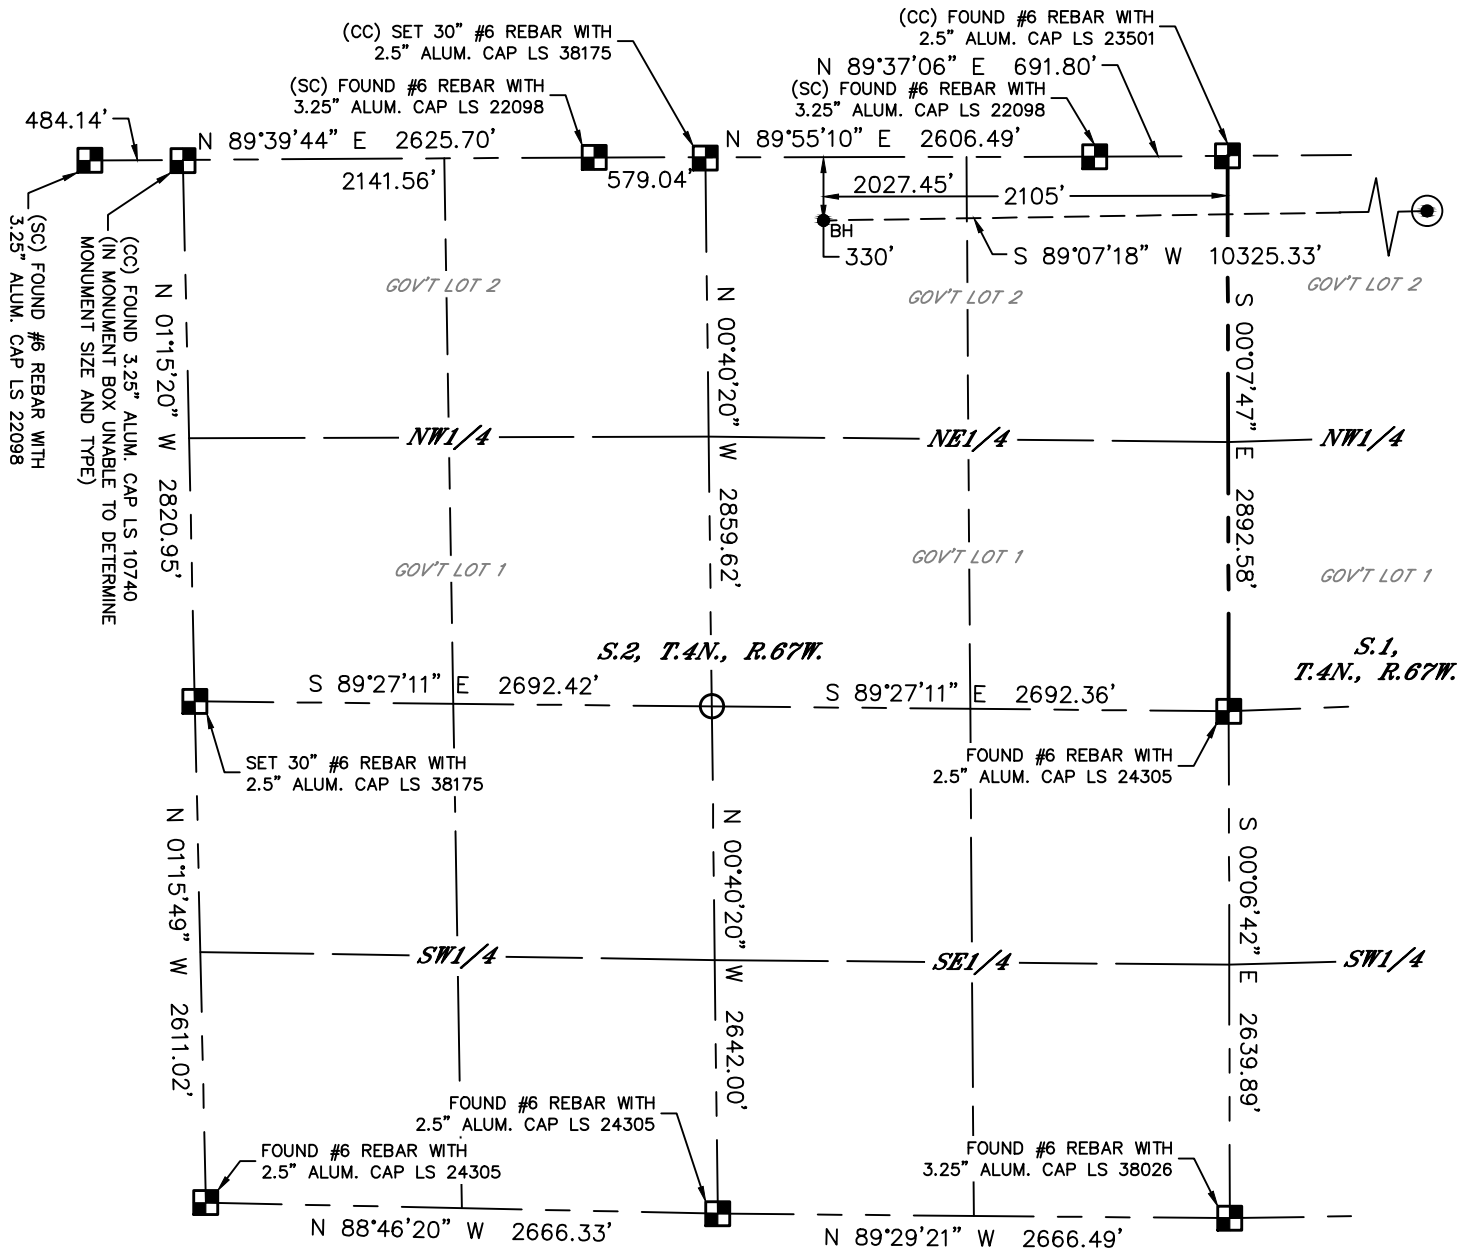 (CC) SET 30" #6 REBAR WITH
2.5" ALUM. CAP LS 38175
(CC) FOUND #6 REBAR WITH
2.5" ALUM. CAP LS 23501
N 89°37'06" E 691.80'
(SC) FOUND #6 REBAR WITH
3.25" ALUM. CAP LS 22098
(SC) FOUND #6 REBAR WITH
3.25" ALUM. CAP LS 22098
484.14'
N 89°39'44" E 2625.70'
N 89°55'10" E 2606.49'
2141.56'
579.04'
2027.45'
2105'
BH
330'
S 89°07'18" W 10325.33'
GOV'T LOT 2
GOV'T LOT 2
GOV'T LOT 2
(SC) FOUND #6 REBAR WITH
3.25" ALUM. CAP LS 22098
(CC) FOUND 3.25" ALUM. CAP LS 10740
(IN MONUMENT BOX UNABLE TO DETERMINE
MONUMENT SIZE AND TYPE)
N 01°15'20" W 2820.95'
N 00°40'20" W 2859.62'
S 00°07'47" E 2892.58'
NW1/4
NE1/4
NW1/4
GOV'T LOT 1
GOV'T LOT 1
GOV'T LOT 1
S.2, T.4N., R.67W.
S.1,
T.4N., R.67W.
S 89°27'11" E 2692.42'
S 89°27'11" E 2692.36'
SET 30" #6 REBAR WITH
2.5" ALUM. CAP LS 38175
FOUND #6 REBAR WITH
2.5" ALUM. CAP LS 24305
N 01°15'49" W 2611.02'
N 00°40'20" W 2642.00'
S 00°06'42" E 2639.89'
SW1/4
SE1/4
SW1/4
FOUND #6 REBAR WITH
2.5" ALUM. CAP LS 24305
FOUND #6 REBAR WITH
2.5" ALUM. CAP LS 24305
FOUND #6 REBAR WITH
3.25" ALUM. CAP LS 38026
N 88°46'20" W 2666.33'
N 89°29'21" W 2666.49'